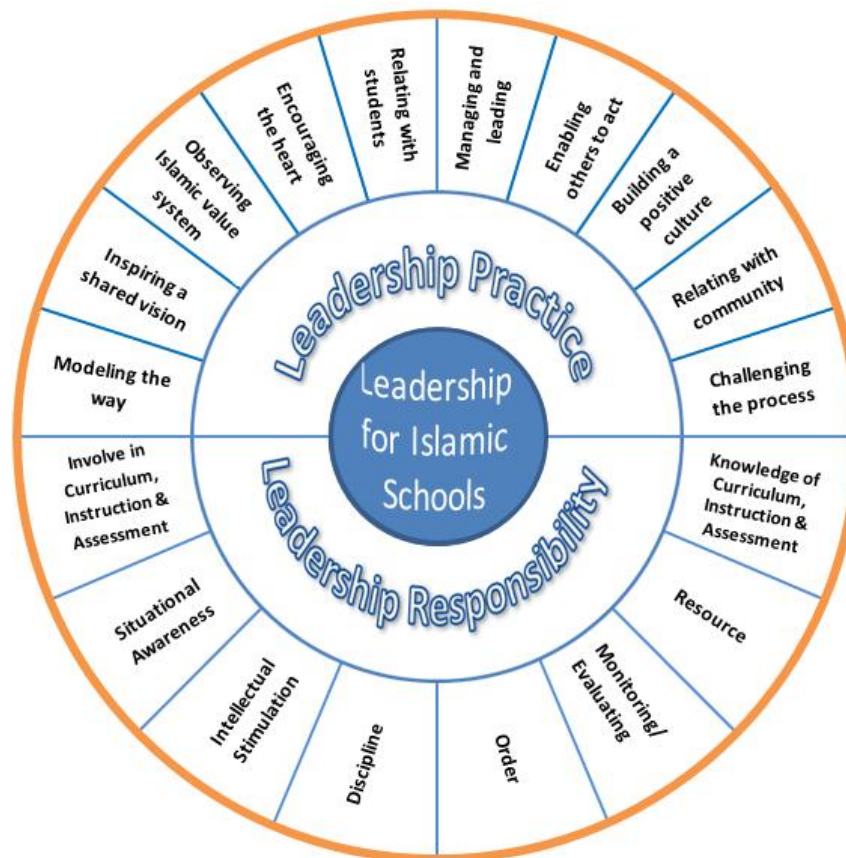 Modeling the
way
Inspiring a
shared vision
Observing
Islamic value
system
Encouraging
the heart
Relating with
students
Managing and
leading
Enabling
others to act
Building a
positive
culture
Relating with
community
Challenging
the process
Leadership Practice
Leadership
for Islamic
Schools
Leadership Responsibility
Involve in
Curriculum,
Instruction &
Assessment
Situational
Awareness
Intellectual
Stimulation
Discipline
Order
Monitoring/
Evaluating
Resource
Knowledge of
Curriculum,
Instruction &
Assessment